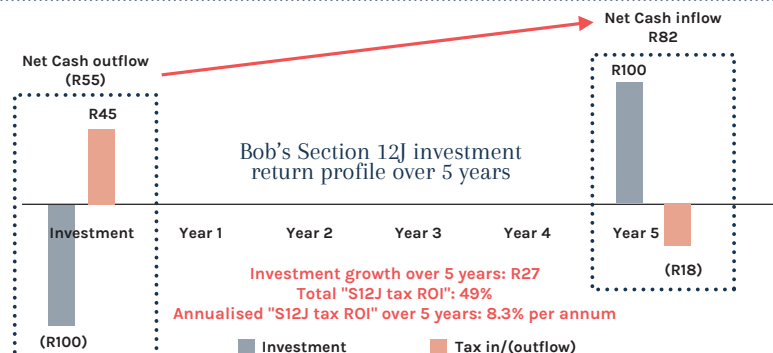 Net Cash inflow
R82
Net Cash outflow
(R55)
R100
R45
Bob’s Section 12J investment
return profile over 5 years
Investment Year 1 Year 2 Year 3 Year 4 Year 5
(R18)
Investment growth over 5 years: R27
Total "S12J tax ROI": 49%
Annualised "S12J tax ROI" over 5 years: 8.3% per annum
(R100)
Investment Tax in/(outflow)